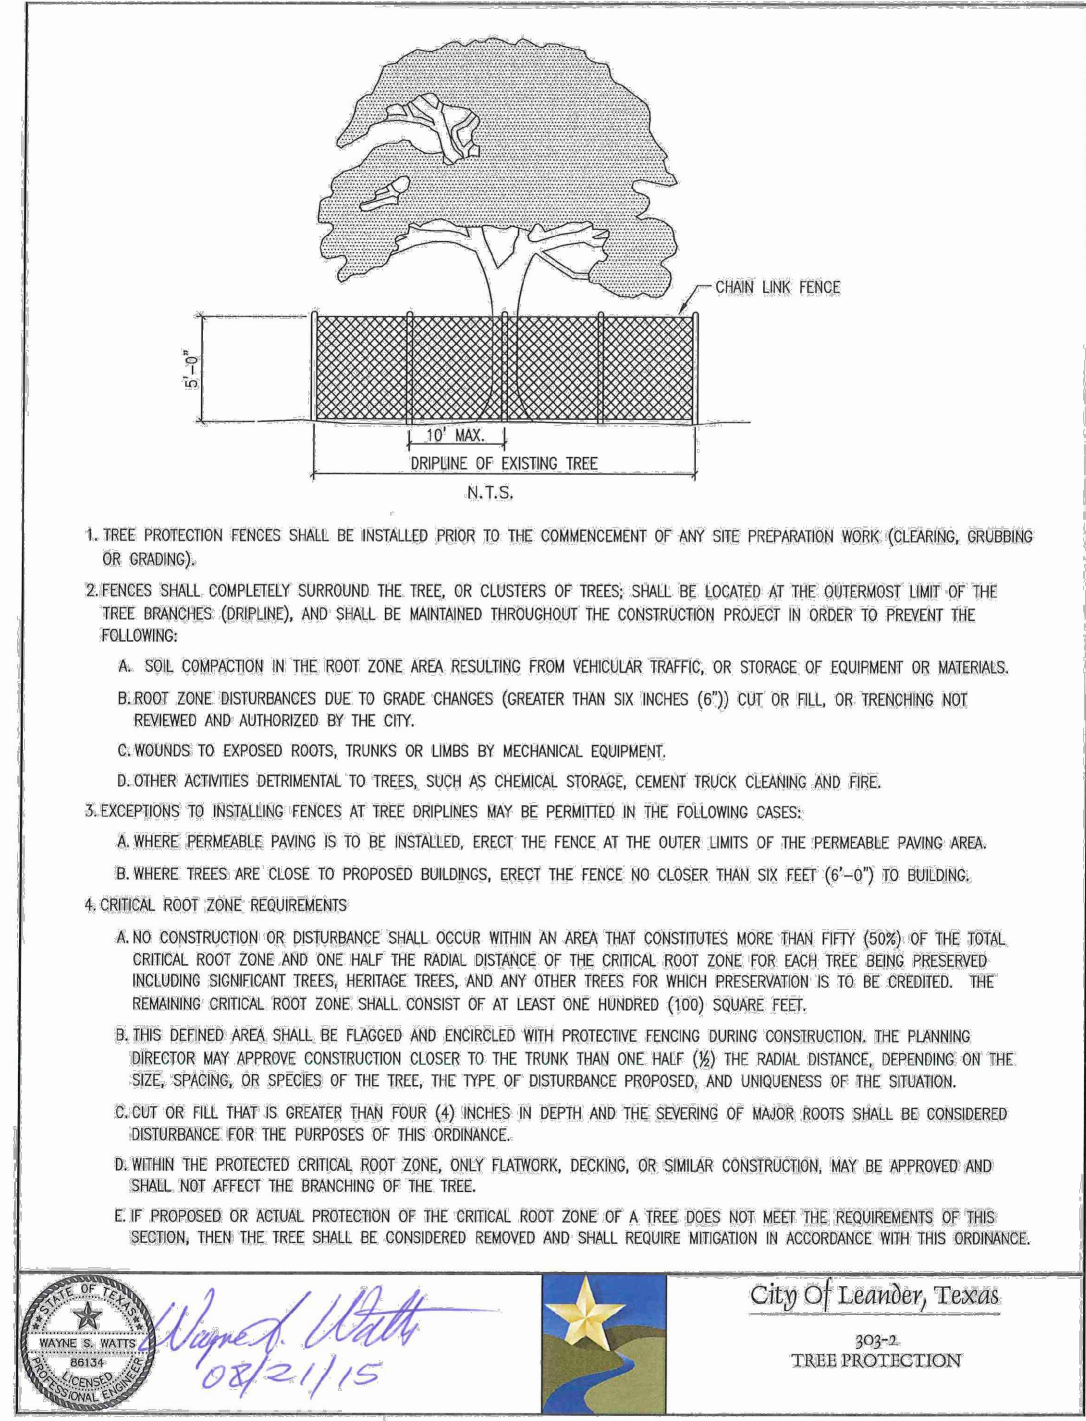 CHAIN LINK FENCE
5'-0"
10' MAX.
DRIPLINE OF EXISTING TREE
N.T.S.
1. TREE PROTECTION FENCES SHALL BE INSTALLED PRIOR TO THE COMMENCEMENT OF ANY SITE PREPARATION WORK (CLEARING, GRUBBING
OR GRADING).
2. FENCES SHALL COMPLETELY SURROUND THE TREE, OR CLUSTERS OF TREES; SHALL BE LOCATED AT THE OUTERMOST LIMIT OF THE
TREE BRANCHES (DRIPLINE), AND SHALL BE MAINTAINED THROUGHOUT THE CONSTRUCTION PROJECT IN ORDER TO PREVENT THE
FOLLOWING:
A. SOIL COMPACTION IN THE ROOT ZONE AREA RESULTING FROM VEHICULAR TRAFFIC, OR STORAGE OF EQUIPMENT OR MATERIALS.
B. ROOT ZONE DISTURBANCES DUE TO GRADE CHANGES (GREATER THAN SIX INCHES (6")) CUT OR FILL, OR TRENCHING NOT
REVIEWED AND AUTHORIZED BY THE CITY.
C. WOUNDS TO EXPOSED ROOTS, TRUNKS OR LIMBS BY MECHANICAL EQUIPMENT.
D. OTHER ACTIVITIES DETRIMENTAL TO TREES, SUCH AS CHEMICAL STORAGE, CEMENT TRUCK CLEANING AND FIRE.
3. EXCEPTIONS TO INSTALLING FENCES AT TREE DRIPLINES MAY BE PERMITTED IN THE FOLLOWING CASES:
A. WHERE PERMEABLE PAVING IS TO BE INSTALLED, ERECT THE FENCE AT THE OUTER LIMITS OF THE PERMEABLE PAVING AREA.
B. WHERE TREES ARE CLOSE TO PROPOSED BUILDINGS, ERECT THE FENCE NO CLOSER THAN SIX FEET (6'-0") TO BUILDING.
4. CRITICAL ROOT ZONE REQUIREMENTS
A. NO CONSTRUCTION OR DISTURBANCE SHALL OCCUR WITHIN AN AREA THAT CONSTITUTES MORE THAN FIFTY (50%) OF THE TOTAL
CRITICAL ROOT ZONE AND ONE HALF THE RADIAL DISTANCE OF THE CRITICAL ROOT ZONE FOR EACH TREE BEING PRESERVED
INCLUDING SIGNIFICANT TREES, HERITAGE TREES, AND ANY OTHER TREES FOR WHICH PRESERVATION IS TO BE CREDITED. THE
REMAINING CRITICAL ROOT ZONE SHALL CONSIST OF AT LEAST ONE HUNDRED (100) SQUARE FEET.
B. THIS DEFINED AREA SHALL BE FLAGGED AND ENCIRCLED WITH PROTECTIVE FENCING DURING CONSTRUCTION. THE PLANNING
DIRECTOR MAY APPROVE CONSTRUCTION CLOSER TO THE TRUNK THAN ONE HALF (½) THE RADIAL DISTANCE, DEPENDING ON THE
SIZE, SPACING, OR SPECIES OF THE TREE, THE TYPE OF DISTURBANCE PROPOSED, AND UNIQUENESS OF THE SITUATION.
C. CUT OR FILL THAT IS GREATER THAN FOUR (4) INCHES IN DEPTH AND THE SEVERING OF MAJOR ROOTS SHALL BE CONSIDERED
DISTURBANCE FOR THE PURPOSES OF THIS ORDINANCE.
D. WITHIN THE PROTECTED CRITICAL ROOT ZONE, ONLY FLATWORK, DECKING, OR SIMILAR CONSTRUCTION, MAY BE APPROVED AND
SHALL NOT AFFECT THE BRANCHING OF THE TREE.
E. IF PROPOSED OR ACTUAL PROTECTION OF THE CRITICAL ROOT ZONE OF A TREE DOES NOT MEET THE REQUIREMENTS OF THIS
SECTION, THEN THE TREE SHALL BE CONSIDERED REMOVED AND SHALL REQUIRE MITIGATION IN ACCORDANCE WITH THIS ORDINANCE.
STATE OF TEXAS
WAYNE S. WATTS
86134
LICENSED
PROFESSIONAL ENGINEER
Wayne S. Watts
08/21/15
City Of Leander, Texas
303-2
TREE PROTECTION